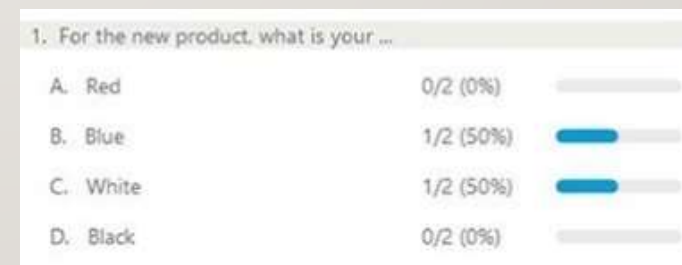 1. For the new product, what is your ...
A. Red 0/2 (0%)
B. Blue 1/2 (50%)
C. White 1/2 (50%)
D. Black 0/2 (0%)